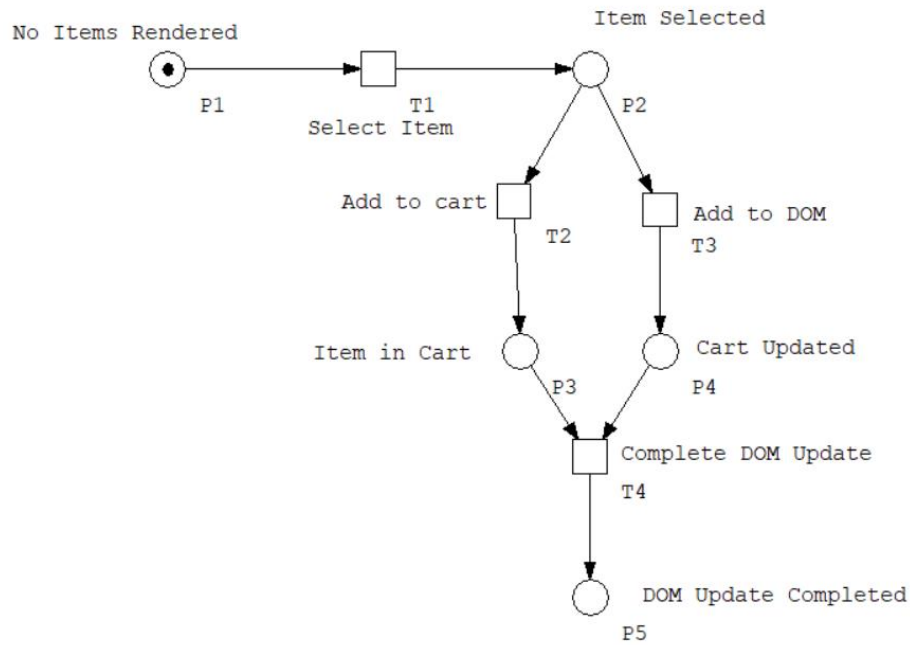 Item Selected
No Items Rendered
P1
T1
P2
Select Item
Add to cart
Add to DOM
T2
T3
Item in Cart
Cart Updated
P3
P4
Complete DOM Update
T4
DOM Update Completed
P5